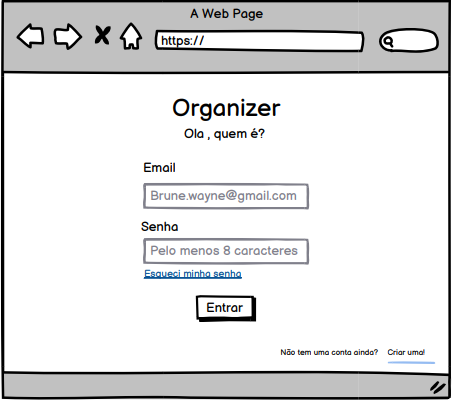 A Web Page
https://
Organizer
Ola , quem é?
Email
Brune.wayne@gmail.com
Senha
Pelo menos 8 caracteres
Esqueci minha senha
Entrar
Não tem uma conta ainda? Criar uma!